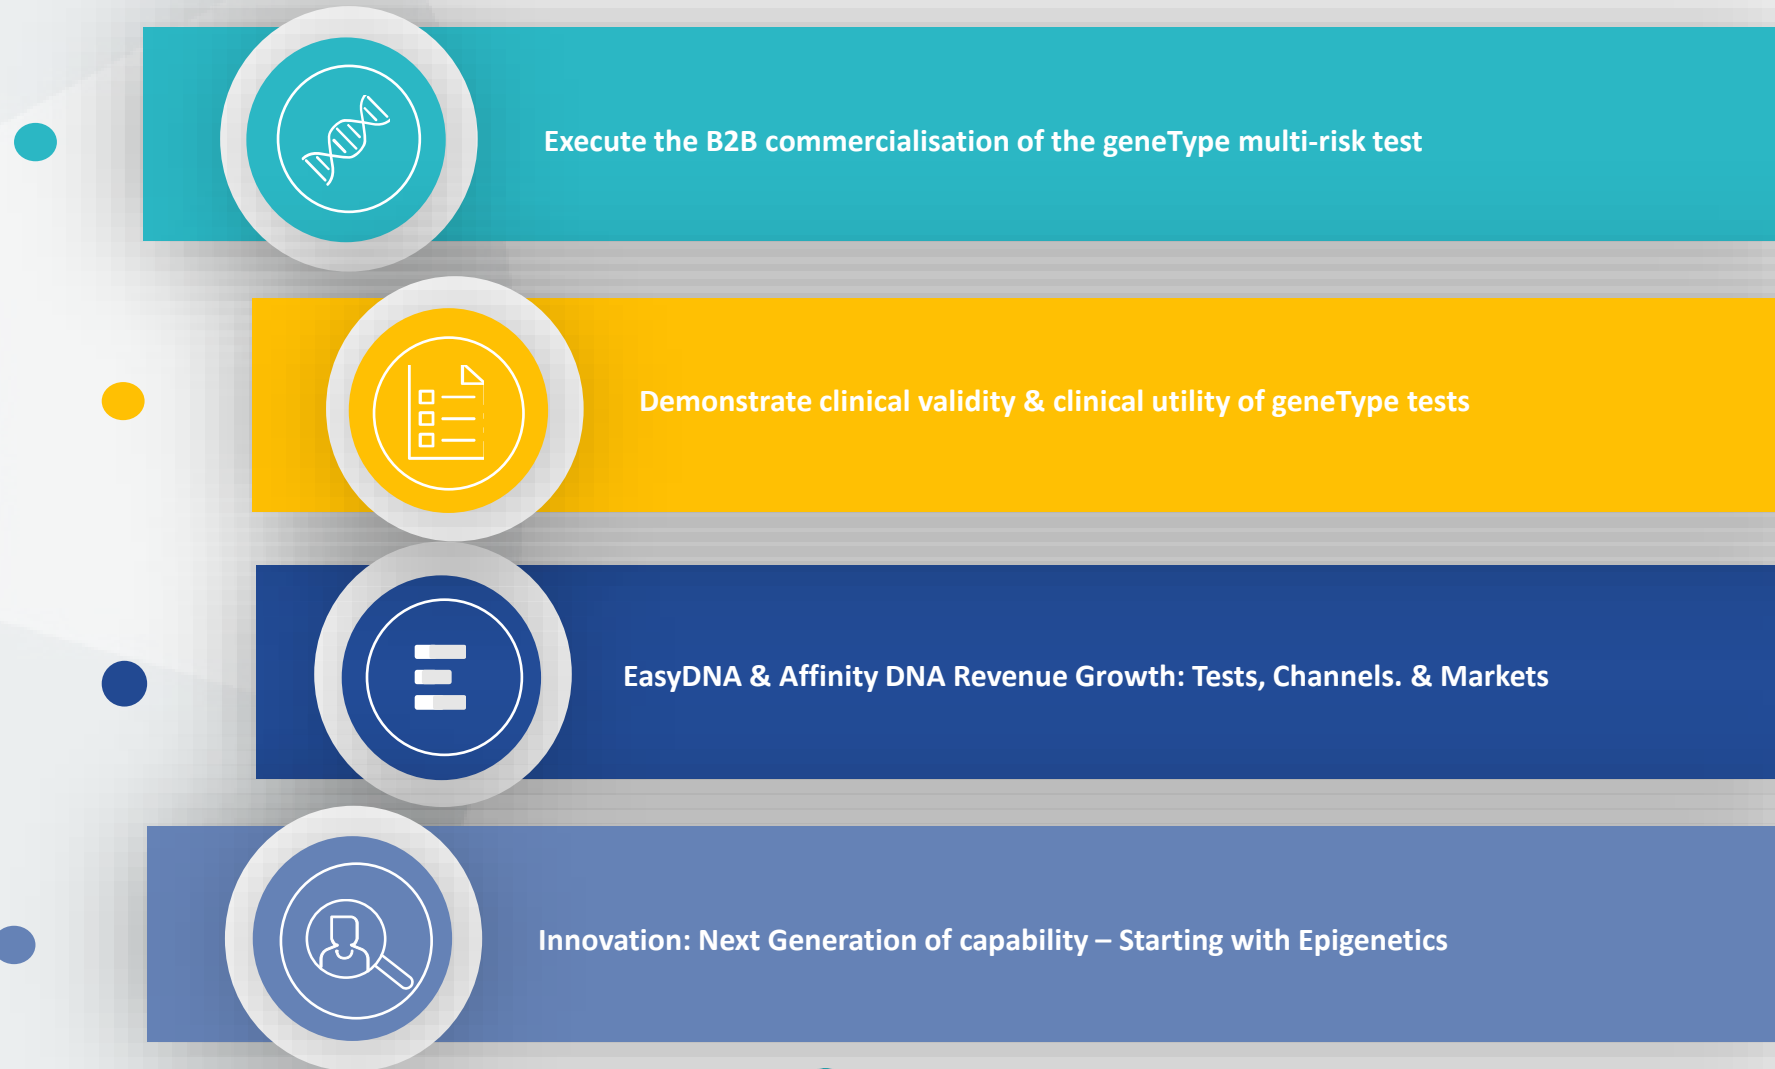 Execute the B2B commercialisation of the geneType multi-risk test
Demonstrate clinical validity & clinical utility of geneType tests
EasyDNA & Affinity DNA Revenue Growth: Tests, Channels. & Markets
Innovation: Next Generation of capability – Starting with Epigenetics